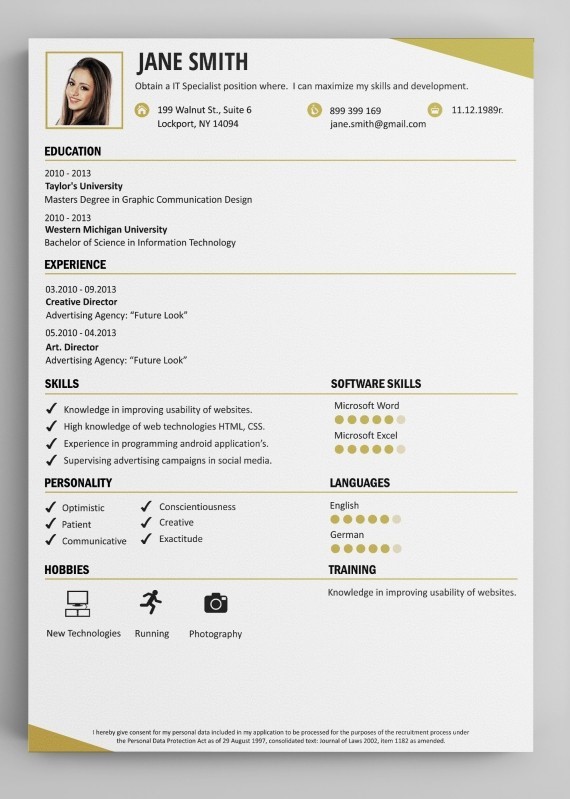 JANE SMITH
Obtain a IT Specialist position where. I can maximize my skills and development.
199 Walnut St., Suite 6
Lockport, NY 14094
899 399 169
jane.smith@gmail.com
11.12.1989r.
EDUCATION
2010 - 2013
Taylor's University
Masters Degree in Graphic Communication Design
2010 - 2013
Western Michigan University
Bachelor of Science in Information Technology
EXPERIENCE
03.2010 - 09.2013
Creative Director
Advertising Agency: “Future Look”
05.2010 - 04.2013
Art. Director
Advertising Agency: “Future Look”
SKILLS
Knowledge in improving usability of websites.
High knowledge of web technologies HTML, CSS.
Experience in programming android application’s.
Supervising advertising campaigns in social media.
SOFTWARE SKILLS
Microsoft Word
Microsoft Excel
PERSONALITY
Optimistic
Patient
Communicative
Conscientiousness
Creative
Exactitude
LANGUAGES
English
German
HOBBIES
New Technologies
Running
Photography
TRAINING
Knowledge in improving usability of websites.
I hereby give consent for my personal data included in my application to be processed for the purposes of the recruitment process under
the Personal Data Protection Act as of 29 August 1997, consolidated text: Journal of Laws 2002, item 1182 as amended.